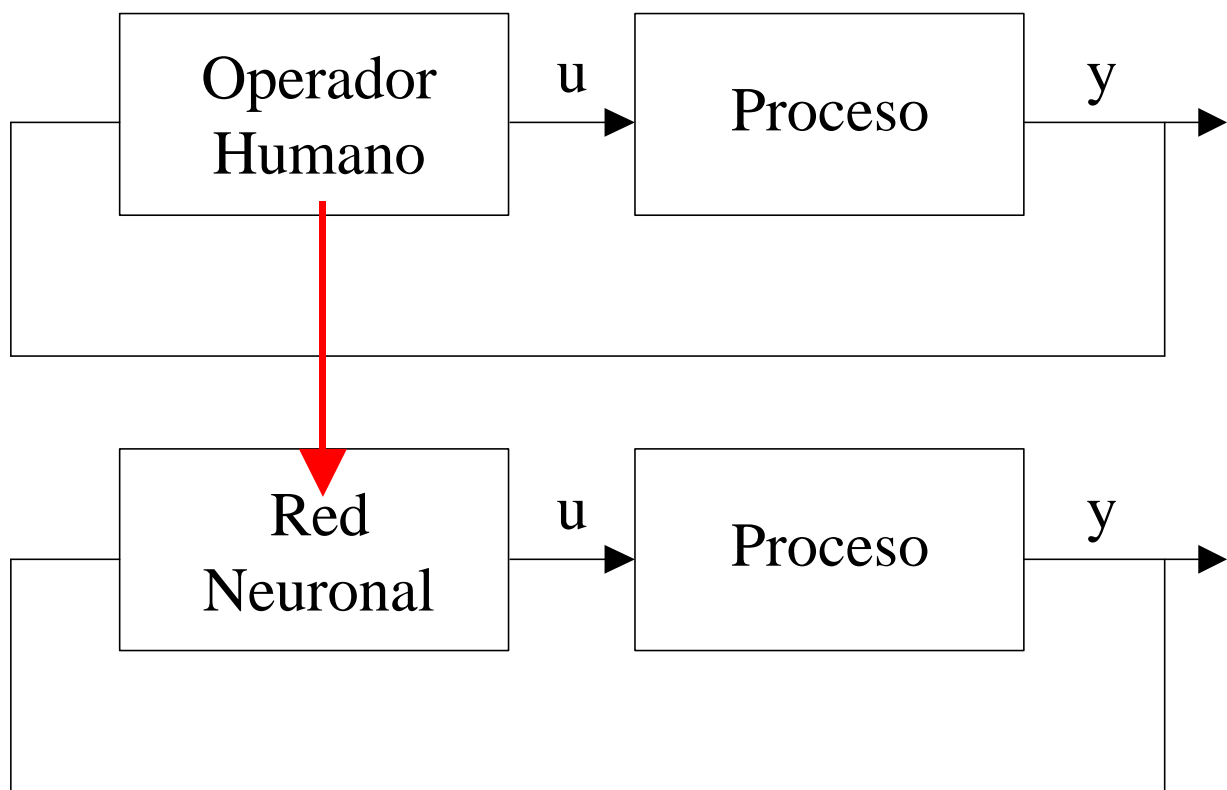 Operador
Humano
u
Proceso
y
Red
Neuronal
u
Proceso
y